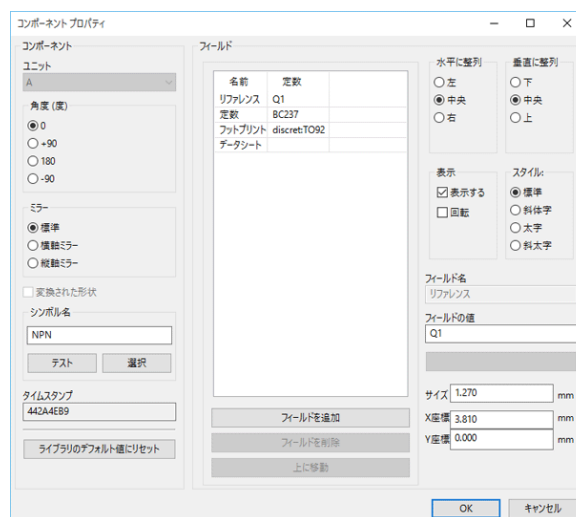 コンポーネント プロパティ
コンポーネント
ユニット
A
角度 (度)
0
+90
180
-90
ミラー
標準
横軸ミラー
縦軸ミラー
変換された形状
シンボル名
NPN
テスト
選択
タイムスタンプ
442A4EB9
ライブラリのデフォルト値にリセット
フィールド
名前 定数
リファレンス Q1
定数 BC237
フットプリント discret:TO92
データシート
フィールドを追加
フィールドを削除
上に移動
水平に整列
左
中央
右
垂直に整列
下
中央
上
表示
表示する
回転
スタイル:
標準
斜体字
太字
斜太字
フィールド名
リファレンス
フィールドの値
Q1
サイズ 1.270 mm
X座標 3.810 mm
Y座標 0.000 mm
OK
キャンセル